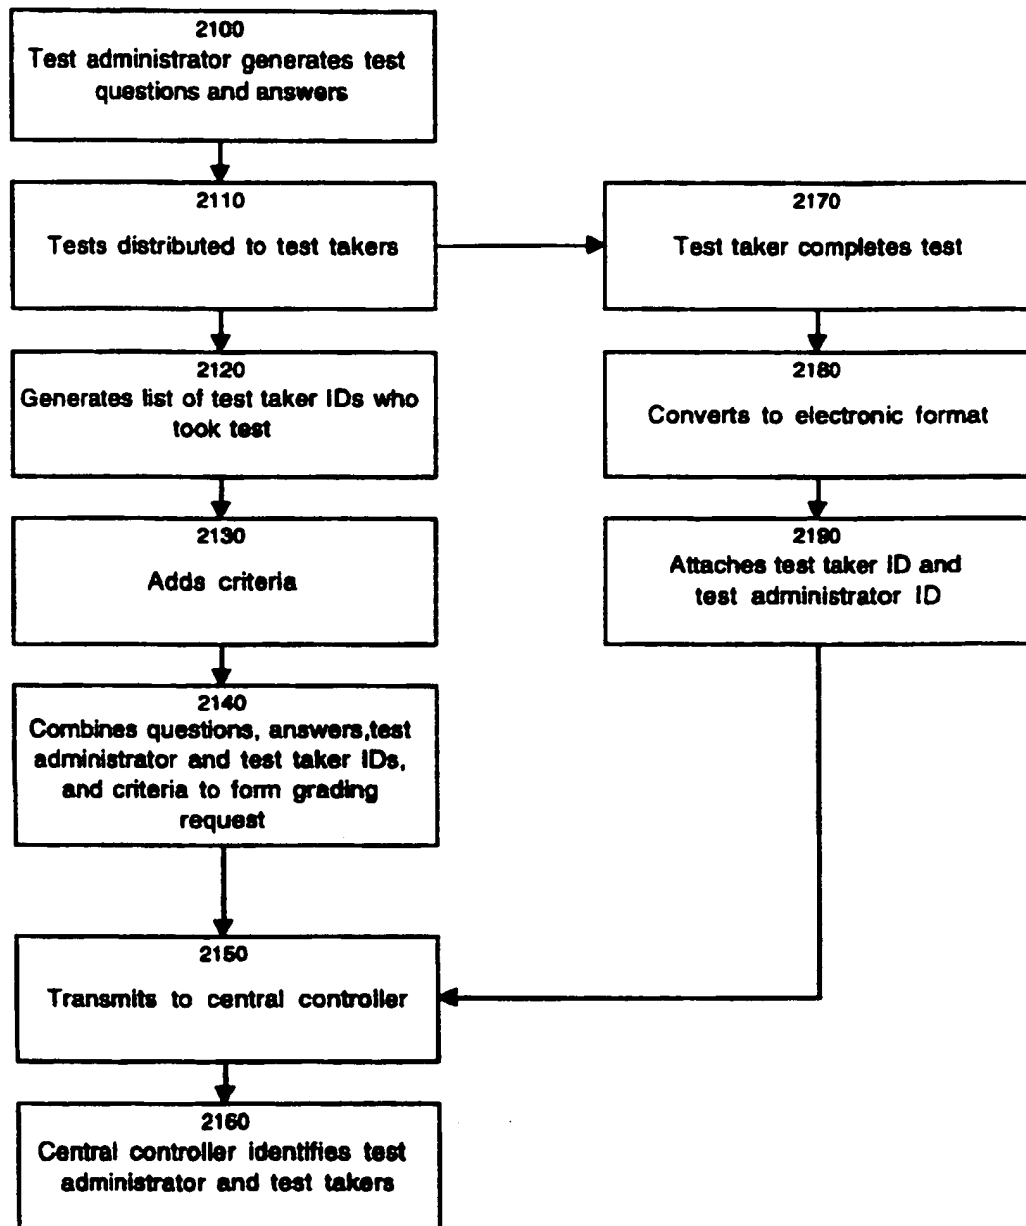 2100
Test administrator generates test
questions and answers
2110
Tests distributed to test takers
2120
Generates list of test taker IDs who
took test
2130
Adds criteria
2140
Combines questions, answers,test
administrator and test taker IDs,
and criteria to form grading
request
2150
Transmits to central controller
2160
Central controller identifies test
administrator and test takers
2170
Test taker completes test
2180
Converts to electronic format
2190
Attaches test taker ID and
test administrator ID